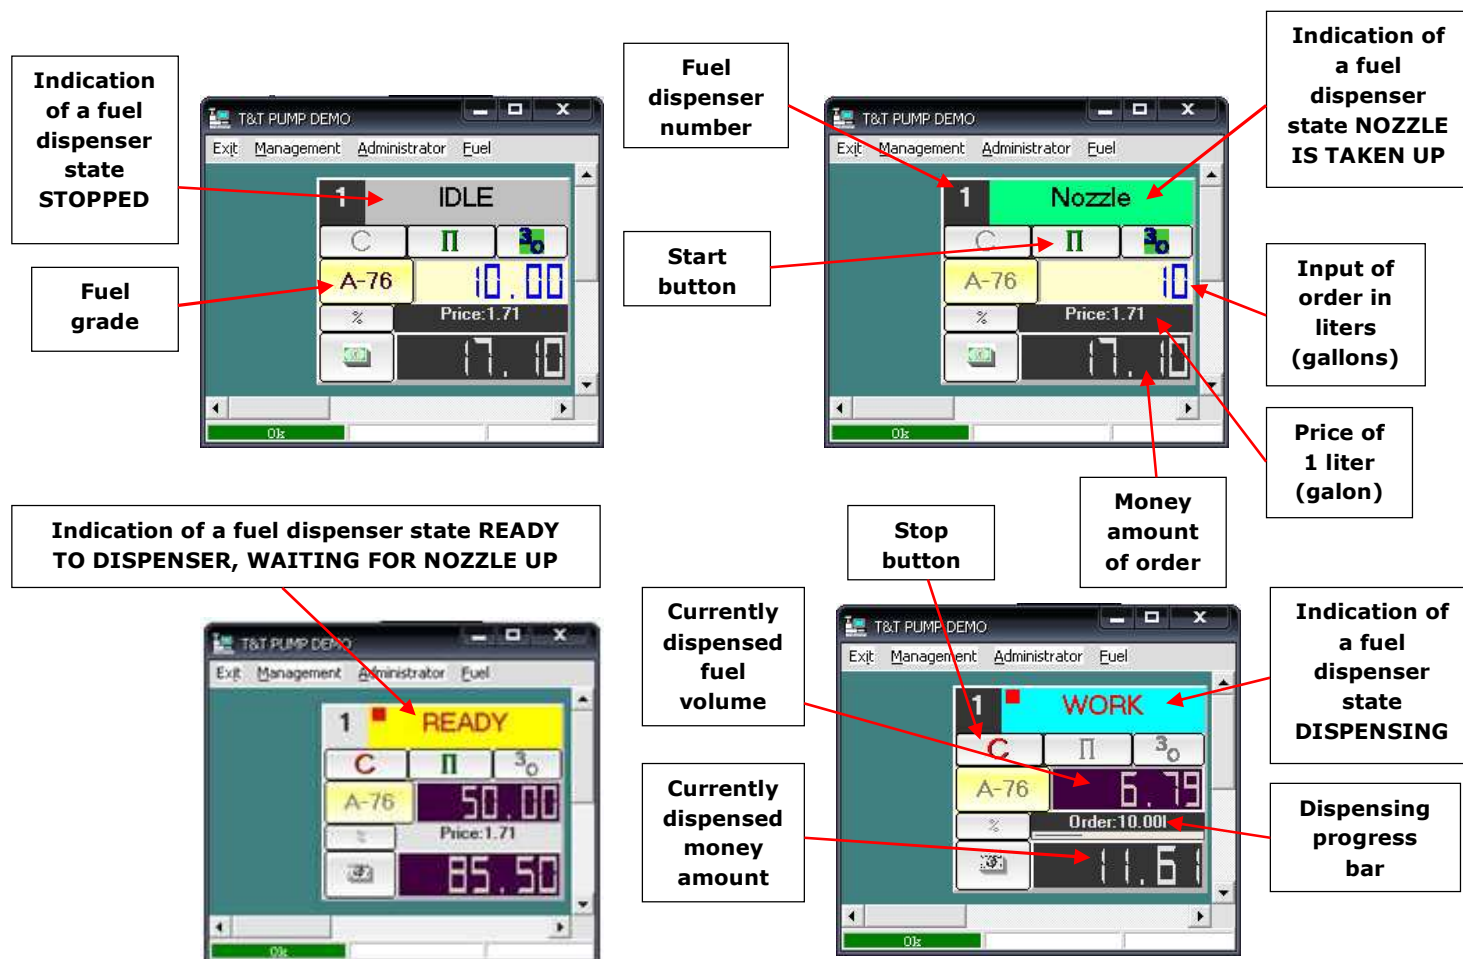 Indication
of a fuel
dispenser
state
STOPPED
Fuel
grade
T&T PUMP DEMO
Exit Management Administrator Fuel
1 IDLE
C П 3o
A-76 10.00
% Price:1.71
17.10
Ok
Fuel
dispenser
number
Start
button
T&T PUMP DEMO
Exit Management Administrator Fuel
1 Nozzle
C П 3o
A-76 10
% Price:1.71
17.10
Ok
Indication of
a fuel
dispenser
state NOZZLE
IS TAKEN UP
Input of
order in
liters
(gallons)
Price of
1 liter
(galon)
Money
amount
of order
Indication of a fuel dispenser state READY
TO DISPENSER, WAITING FOR NOZZLE UP
T&T PUMP DEMO
Exit Management Administrator Fuel
1 READY
C П 3o
A-76 50.00
% Price:1.71
85.50
Ok
Stop
button
Currently
dispensed
fuel
volume
Currently
dispensed
money
amount
T&T PUMP DEMO
Exit Management Administrator Fuel
1 WORK
C П 3o
A-76 6.79
% Order:10.00l
11.61
Ok
Indication of
a fuel
dispenser
state
DISPENSING
Dispensing
progress
bar